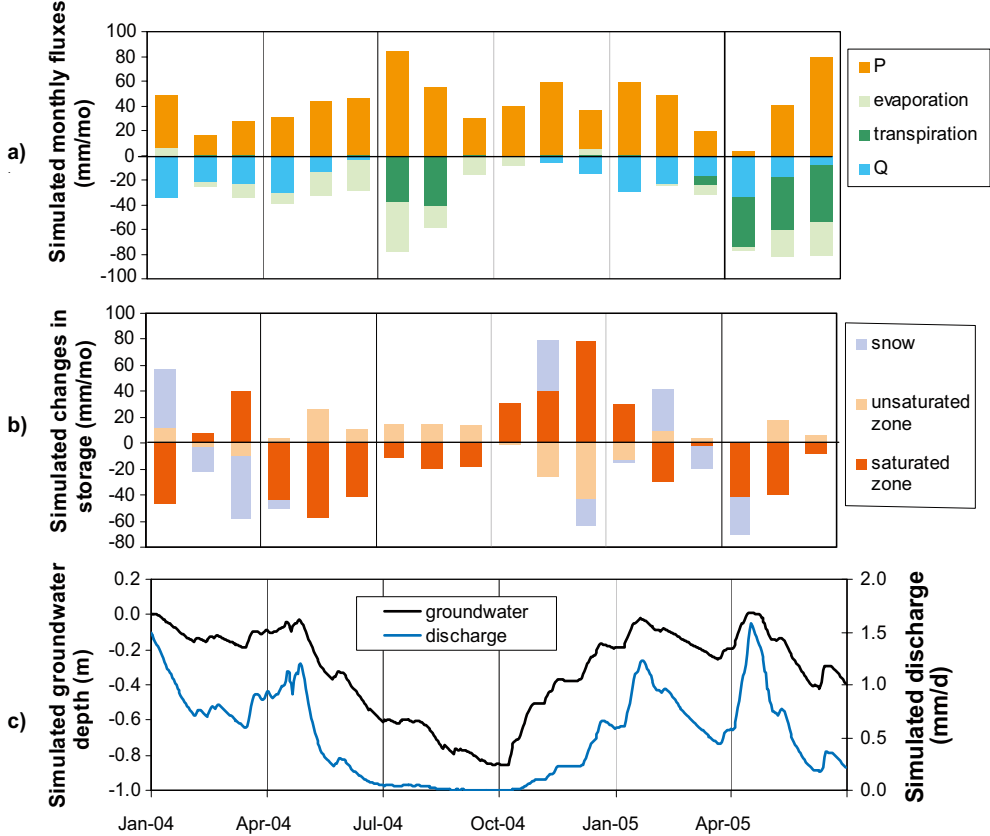 a)
Simulated monthly fluxes
(mm/mo)
100
80
60
40
20
0
-20
-40
-60
-80
-100
P
evaporation
transpiration
Q
b)
Simulated changes in
storage (mm/mo)
100
80
60
40
20
0
-20
-40
-60
-80
snow
unsaturated
zone
saturated
zone
c)
Simulated groundwater
depth (m)
0.2
0.0
-0.2
-0.4
-0.6
-0.8
-1.0
groundwater
discharge
2.0
1.5
1.0
0.5
0.0
Simulated discharge
(mm/d)
Jan-04
Apr-04
Jul-04
Oct-04
Jan-05
Apr-05